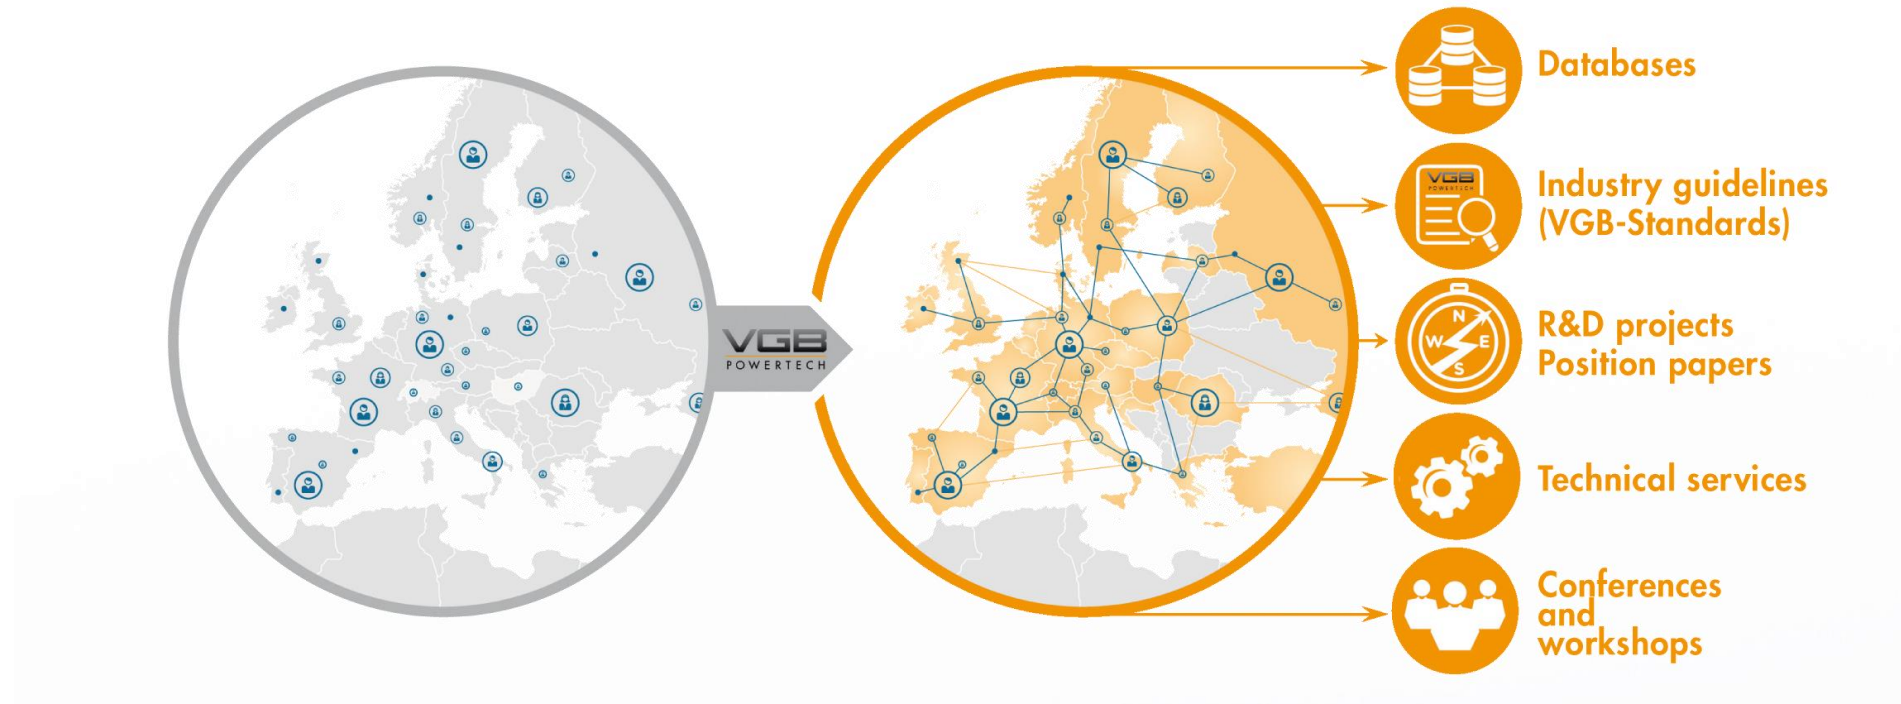 VGB
POWERTECH
Databases
VGB
POWERTECH
Industry guidelines
(VGB-Standards)
N
W E
S
R&D projects
Position papers
Technical services
Conferences
and
workshops